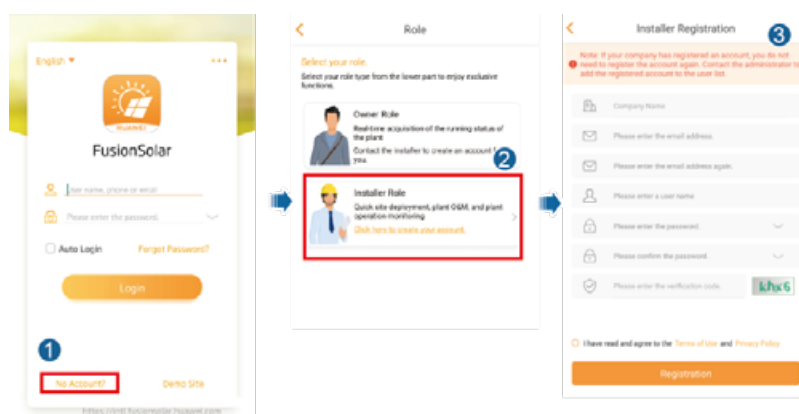 English
FusionSolar
User name, phone or email
Please enter the password.
Auto Login
Forgot Password?
Login
1
No Account?
Demo Site
https://intl.fusionsolar.huawei.com
Role
Select your role.
Select your role type from the lower part to enjoy exclusive
functions.
Owner Role
Real-time acquisition of the running status of
the plant
Contact the installer to create an account for
you.
2
Installer Role
Quick site deployment, plant O&M, and plant
operation monitoring
Click here to create your account.
Installer Registration
3
Note: If your company has registered an account, you do not
need to register the account again. Contact the administrator to
add the registered account to the user list.
Company Name
Please enter the email address.
Please enter the email address again.
Please enter a user name
Please enter the password.
Please confirm the password.
Please enter the verification code.
I have read and agree to the Terms of Use and Privacy Policy
Registration